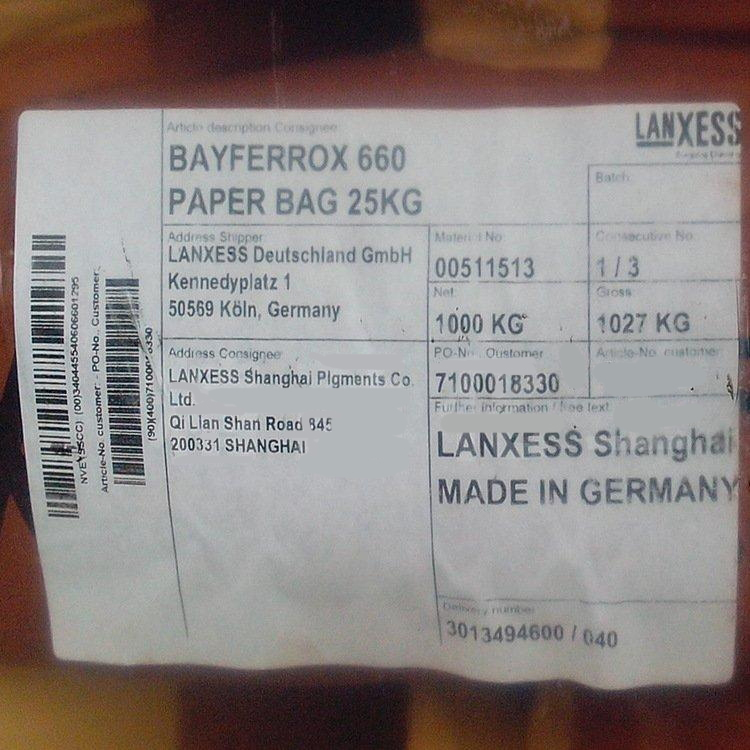 Article description Consignee:
LANXESS
BAYFERROX 660
PAPER BAG 25KG
Batch:
Address Shipper
LANXESS Deutschland GmbH
Kennedyplatz 1
50569 Köln, Germany
Material No
00511513
Consecutive No
1 / 3
Net:
1000 KG
Gross
1027 KG
Address Consignee
LANXESS Shanghai Pigments Co.
Ltd.
Qi Lian Shan Road 845
200331 SHANGHAI
PO-No. Customer
7100018330
Article-No. customer
Further information / free text
LANXESS Shanghai
MADE IN GERMANY
Delivery number
3013494600 / 040
NVE (SSCC) (00)340445540606601295
Article-No. customer: - PO-No. Customer: